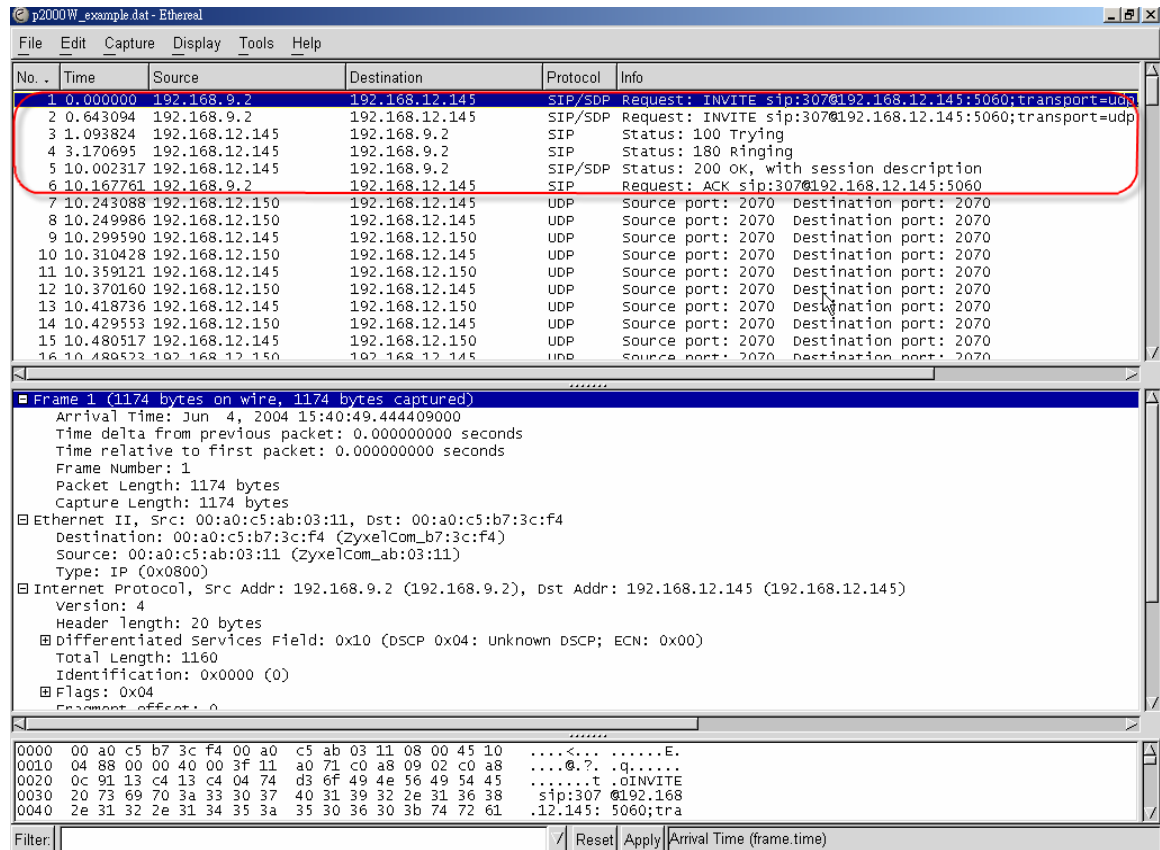 p2000W_example.dat - Ethereal
File Edit Capture Display Tools Help
No. Time Source Destination Protocol Info
1 0.000000 192.168.9.2 192.168.12.145 SIP/SDP Request: INVITE sip:307@192.168.12.145:5060;transport=udp
2 0.643094 192.168.9.2 192.168.12.145 SIP/SDP Request: INVITE sip:307@192.168.12.145:5060;transport=udp
3 1.093824 192.168.12.145 192.168.9.2 SIP Status: 100 Trying
4 3.170695 192.168.12.145 192.168.9.2 SIP Status: 180 Ringing
5 10.002317 192.168.12.145 192.168.9.2 SIP/SDP Status: 200 OK, with session description
6 10.167761 192.168.9.2 192.168.12.145 SIP Request: ACK sip:307@192.168.12.145:5060
7 10.243088 192.168.12.150 192.168.12.145 UDP Source port: 2070 Destination port: 2070
8 10.249986 192.168.12.150 192.168.12.145 UDP Source port: 2070 Destination port: 2070
9 10.299590 192.168.12.145 192.168.12.150 UDP Source port: 2070 Destination port: 2070
10 10.310428 192.168.12.150 192.168.12.145 UDP Source port: 2070 Destination port: 2070
11 10.359121 192.168.12.145 192.168.12.150 UDP Source port: 2070 Destination port: 2070
12 10.370160 192.168.12.150 192.168.12.145 UDP Source port: 2070 Destination port: 2070
13 10.418736 192.168.12.145 192.168.12.150 UDP Source port: 2070 Destination port: 2070
14 10.429553 192.168.12.150 192.168.12.145 UDP Source port: 2070 Destination port: 2070
15 10.480517 192.168.12.145 192.168.12.150 UDP Source port: 2070 Destination port: 2070
16 10.489523 192.168.12.150 192.168.12.145 UDP Source port: 2070 Destination port: 2070
Frame 1 (1174 bytes on wire, 1174 bytes captured)
Arrival Time: Jun 4, 2004 15:40:49.444409000
Time delta from previous packet: 0.000000000 seconds
Time relative to first packet: 0.000000000 seconds
Frame Number: 1
Packet Length: 1174 bytes
Capture Length: 1174 bytes
Ethernet II, Src: 00:a0:c5:ab:03:11, Dst: 00:a0:c5:b7:3c:f4
Destination: 00:a0:c5:b7:3c:f4 (ZyxelCom_b7:3c:f4)
Source: 00:a0:c5:ab:03:11 (ZyxelCom_ab:03:11)
Type: IP (0x0800)
Internet Protocol, Src Addr: 192.168.9.2 (192.168.9.2), Dst Addr: 192.168.12.145 (192.168.12.145)
Version: 4
Header length: 20 bytes
Differentiated Services Field: 0x10 (DSCP 0x04: Unknown DSCP; ECN: 0x00)
Total Length: 1160
Identification: 0x0000 (0)
Flags: 0x04
Fragment offset: 0
0000 00 a0 c5 b7 3c f4 00 a0 c5 ab 03 11 08 00 45 10 ....<... ......E.
0010 04 88 00 00 40 00 3f 11 a0 71 c0 a8 09 02 c0 a8 ....@.?. .q......
0020 0c 91 13 c4 13 c4 04 74 d3 6f 49 4e 56 49 54 45 .......t .oINVITE
0030 20 73 69 70 3a 33 30 37 40 31 39 32 2e 31 36 38 sip:307 @192.168
0040 2e 31 32 2e 31 34 35 3a 35 30 36 30 3b 74 72 61 .12.145: 5060;tra
Filter: Reset Apply Arrival Time (frame.time)